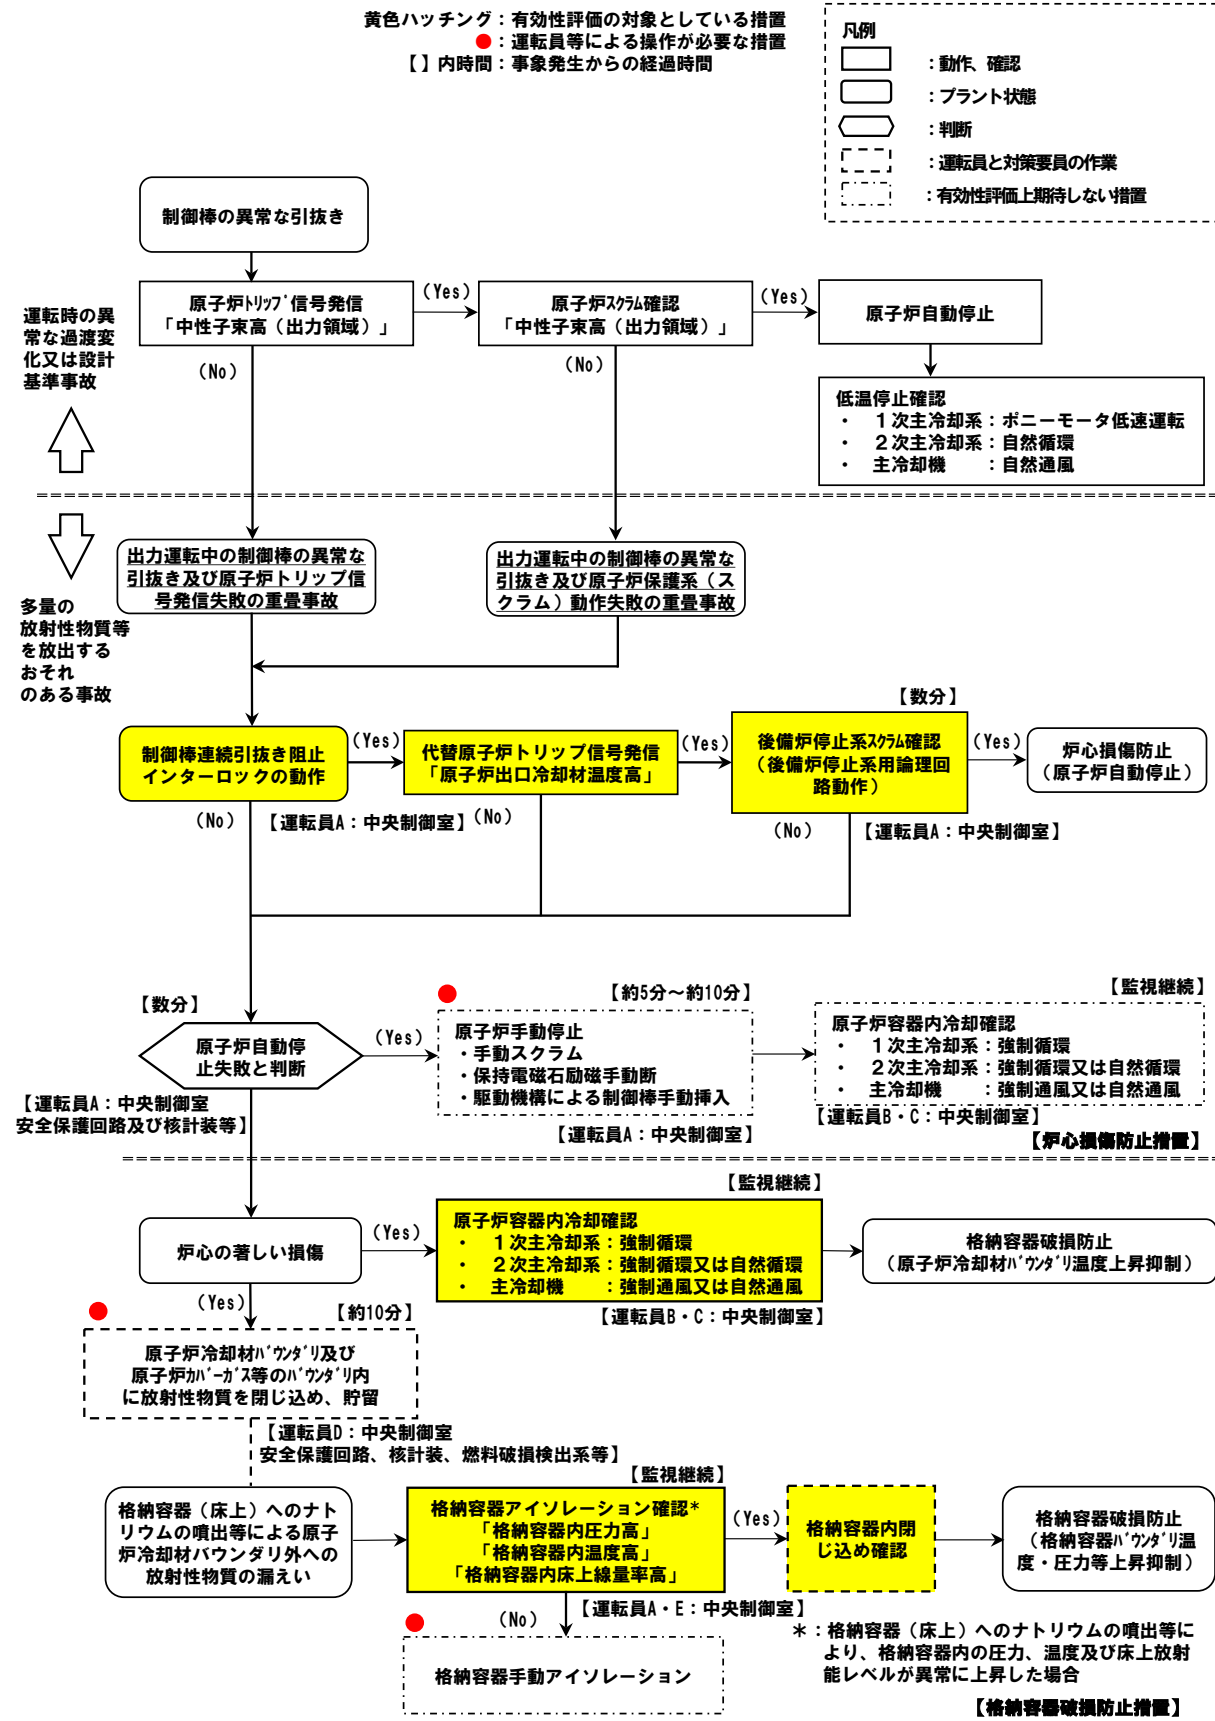 黄色ハッチング：有効性評価の対象としている措置
●：運転員等による操作が必要な措置
【】内時間：事象発生からの経過時間
凡例
：動作、確認
：プラント状態
：判断
：運転員と対策要員の作業
：有効性評価上期待しない措置
制御棒の異常な引抜き
運転時の異
常な過渡変
化又は設計
基準事故
原子炉ﾄﾘｯﾌﾟ信号発信
「中性子束高（出力領域）」
（Yes）
（No）
原子炉ｽｸﾗﾑ確認
「中性子束高（出力領域）」
（Yes）
（No）
原子炉自動停止
低温停止確認
・　１次主冷却系：ポニーモータ低速運転
・　２次主冷却系：自然循環
・　主冷却機　　：自然通風
多量の
放射性物質等
を放出する
おそれ
のある事故
出力運転中の制御棒の異常な
引抜き及び原子炉トリップ信
号発信失敗の重畳事故
出力運転中の制御棒の異常な
引抜き及び原子炉保護系（ス
クラム）動作失敗の重畳事故
制御棒連続引抜き阻止
インターロックの動作
（Yes）
（No）
【運転員A：中央制御室】
代替原子炉トリップ信号発信
「原子炉出口冷却材温度高」
（Yes）
（No）
【数分】
後備炉停止系ｽｸﾗﾑ確認
（後備炉停止系用論理回
路動作）
（Yes）
（No）
【運転員A：中央制御室】
炉心損傷防止
（原子炉自動停止）
【数分】
原子炉自動停
止失敗と判断
（Yes）
【運転員A：中央制御室
安全保護回路及び核計装等】
【約5分～約10分】
原子炉手動停止
・手動スクラム
・保持電磁石励磁手動断
・駆動機構による制御棒手動挿入
【運転員A：中央制御室】
【監視継続】
原子炉容器内冷却確認
・　１次主冷却系：強制循環
・　２次主冷却系：強制循環又は自然循環
・　主冷却機　　：強制通風又は自然通風
【運転員B・C：中央制御室】
【炉心損傷防止措置】
炉心の著しい損傷
（Yes）
（Yes）
【監視継続】
原子炉容器内冷却確認
・　１次主冷却系：強制循環
・　２次主冷却系：強制循環又は自然循環
・　主冷却機　　：強制通風又は自然通風
【運転員B・C：中央制御室】
格納容器破損防止
（原子炉冷却材ﾊﾞｳﾝﾀﾞﾘ温度上昇抑制）
【約10分】
原子炉冷却材ﾊﾞｳﾝﾀﾞﾘ及び
原子炉ｶﾊﾞｰｶﾞｽ等のﾊﾞｳﾝﾀﾞﾘ内
に放射性物質を閉じ込め、貯留
【運転員D：中央制御室
安全保護回路、核計装、燃料破損検出系等】
格納容器（床上）へのナト
リウムの噴出等による原子
炉冷却材バウンダリ外への
放射性物質の漏えい
【監視継続】
格納容器アイソレーション確認*
「格納容器内圧力高」
「格納容器内温度高」
「格納容器内床上線量率高」
（Yes）
（No）
【運転員A・E：中央制御室】
格納容器内閉
じ込め確認
格納容器破損防止
（格納容器ﾊﾞｳﾝﾀﾞﾘ温
度・圧力等上昇抑制）
格納容器手動アイソレーション
＊：格納容器（床上）へのナトリウムの噴出等に
より、格納容器内の圧力、温度及び床上放射
能レベルが異常に上昇した場合
【格納容器破損防止措置】